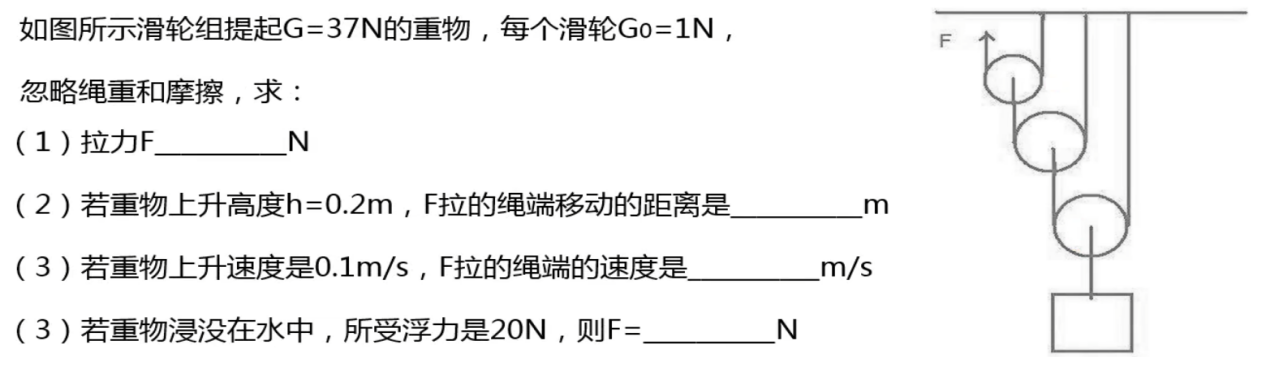 如图所示滑轮组提起G=37N的重物，每个滑轮G₀=1N，
忽略绳重和摩擦，求：
（1）拉力F_________N
（2）若重物上升高度h=0.2m，F拉的绳端移动的距离是_________m
（3）若重物上升速度是0.1m/s，F拉的绳端的速度是_________m/s
（3）若重物浸没在水中，所受浮力是20N，则F=_________N
F